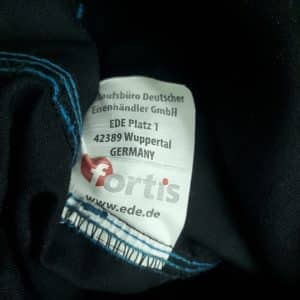 Deutscher
Eisenhändler GmbH
EDE Platz 1
42389 Wuppertal
GERMANY
fortis
www.ede.de